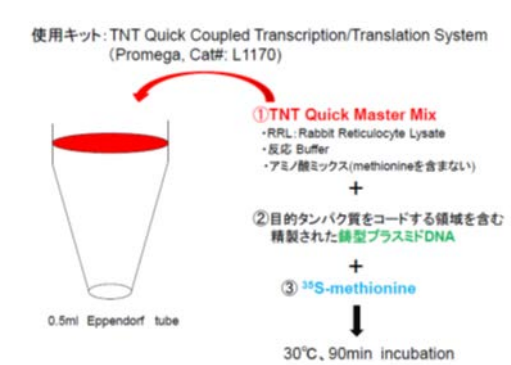 使用キット:TNT Quick Coupled Transcription/Translation System
(Promega, Cat#: L1170)
①TNT Quick Master Mix
・RRL:Rabbit Reticulocyte Lysate
・反応 Buffer
・アミノ酸ミックス(methionineを含まない)
+
②目的タンパク質をコードする領域を含む
精製された鋳型プラスミドDNA
+
③ ³⁵S-methionine
30℃、90min incubation
0.5ml Eppendorf tube